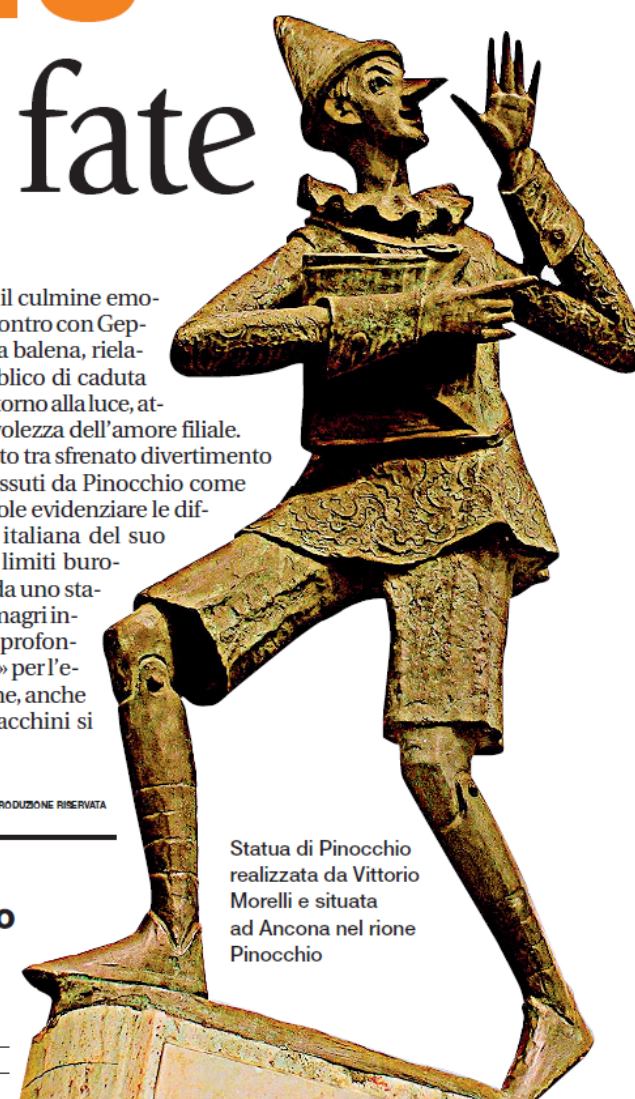 fate
il culmine emo-
contro con Gep-
a balena, riela-
blico di caduta
torno alla luce, at-
volezza dell'amore filiale.
to tra sfrenato divertimento
ssuti da Pinocchio come
ole evidenziare le dif-
italiana del suo
limiti buro-
da uno sta-
magri in-
profon-
» per l'e-
ne, anche
acchini si
RODUZIONE RISERVATA
Statua di Pinocchio
realizzata da Vittorio
Morelli e situata
ad Ancona nel rione
Pinocchio
o